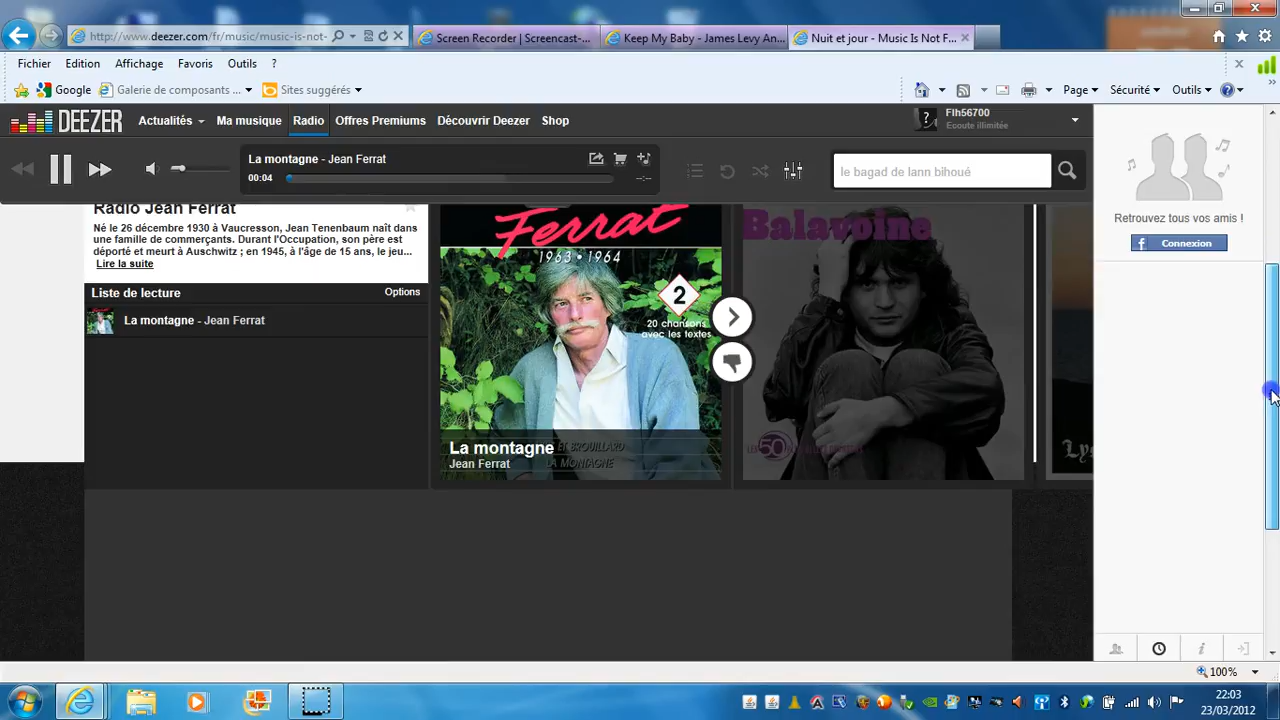 http://www.deezer.com/fr/music/music-is-not-
Screen Recorder | Screencast-...
Keep My Baby - James Levy An...
Nuit et jour - Music Is Not F...
Fichier Edition Affichage Favoris Outils ?
Google Galerie de composants ... Sites suggérés
Page Sécurité Outils
DEEZER
Actualités Ma musique Radio Offres Premiums Découvrir Deezer Shop
Flh56700
Ecoute illimitée
La montagne - Jean Ferrat
00:04
-:--
le bagad de lann bihoué
Radio Jean Ferrat
Né le 26 décembre 1930 à Vaucresson, Jean Tenenbaum naît dans
une famille de commerçants. Durant l'Occupation, son père est
déporté et meurt à Auschwitz ; en 1945, à l'âge de 15 ans, le jeu...
Lire la suite
Liste de lecture Options
La montagne - Jean Ferrat
Ferrat
1963 • 1964
2
20 chansons
avec les textes
ET BROUILLARD
LA MONTAGNE
La montagne
Jean Ferrat
Balavoine
50
Retrouvez tous vos amis !
Connexion
100%
22:03
23/03/2012